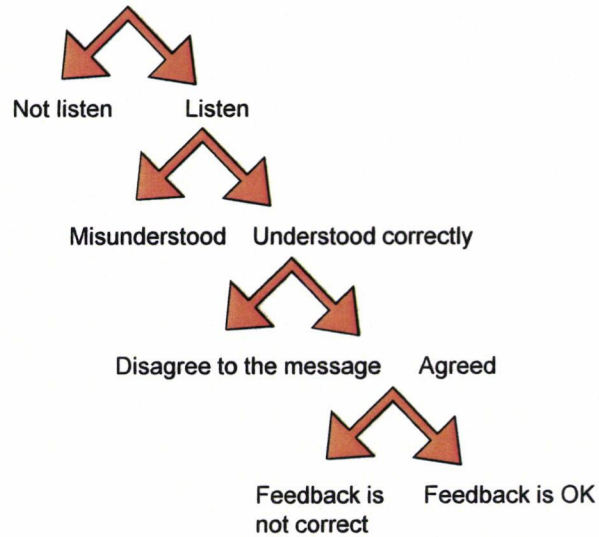 Not listen Listen
Misunderstood Understood correctly
Disagree to the message Agreed
Feedback is Feedback is OK
not correct